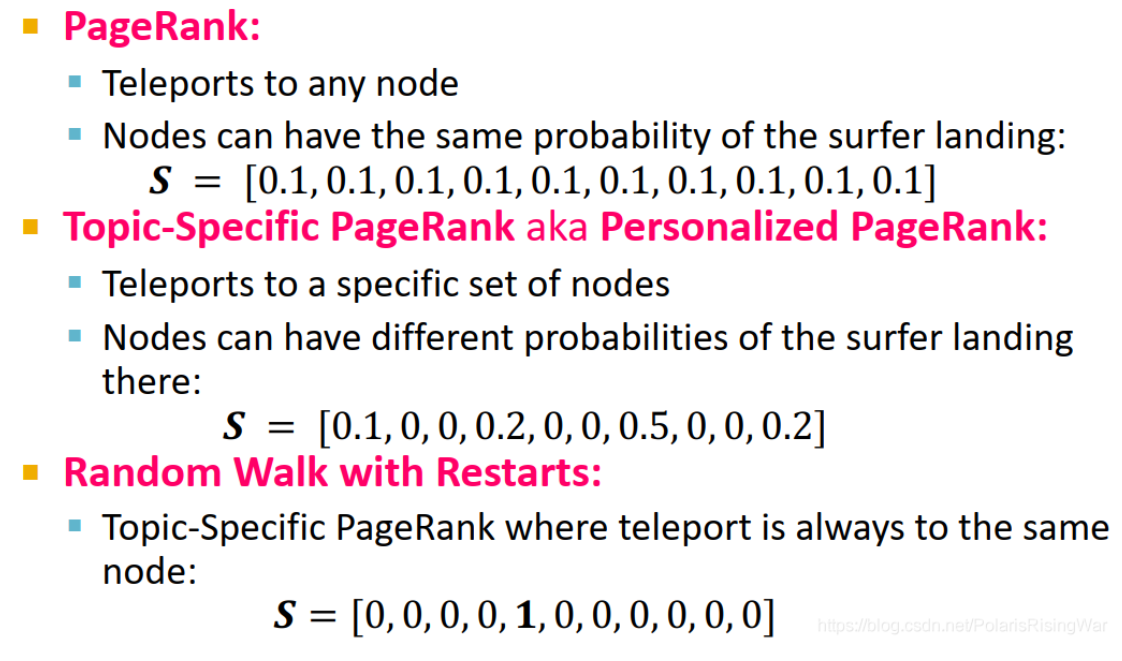 PageRank:
Teleports to any node
Nodes can have the same probability of the surfer landing:
S = [0.1, 0.1, 0.1, 0.1, 0.1, 0.1, 0.1, 0.1, 0.1, 0.1]
Topic-Specific PageRank aka Personalized PageRank:
Teleports to a specific set of nodes
Nodes can have different probabilities of the surfer landing
there:
S = [0.1, 0, 0, 0.2, 0, 0, 0.5, 0, 0, 0.2]
Random Walk with Restarts:
Topic-Specific PageRank where teleport is always to the same
node:
S = [0, 0, 0, 0, 1, 0, 0, 0, 0, 0, 0]
https://blog.csdn.net/PolarisRisingWar